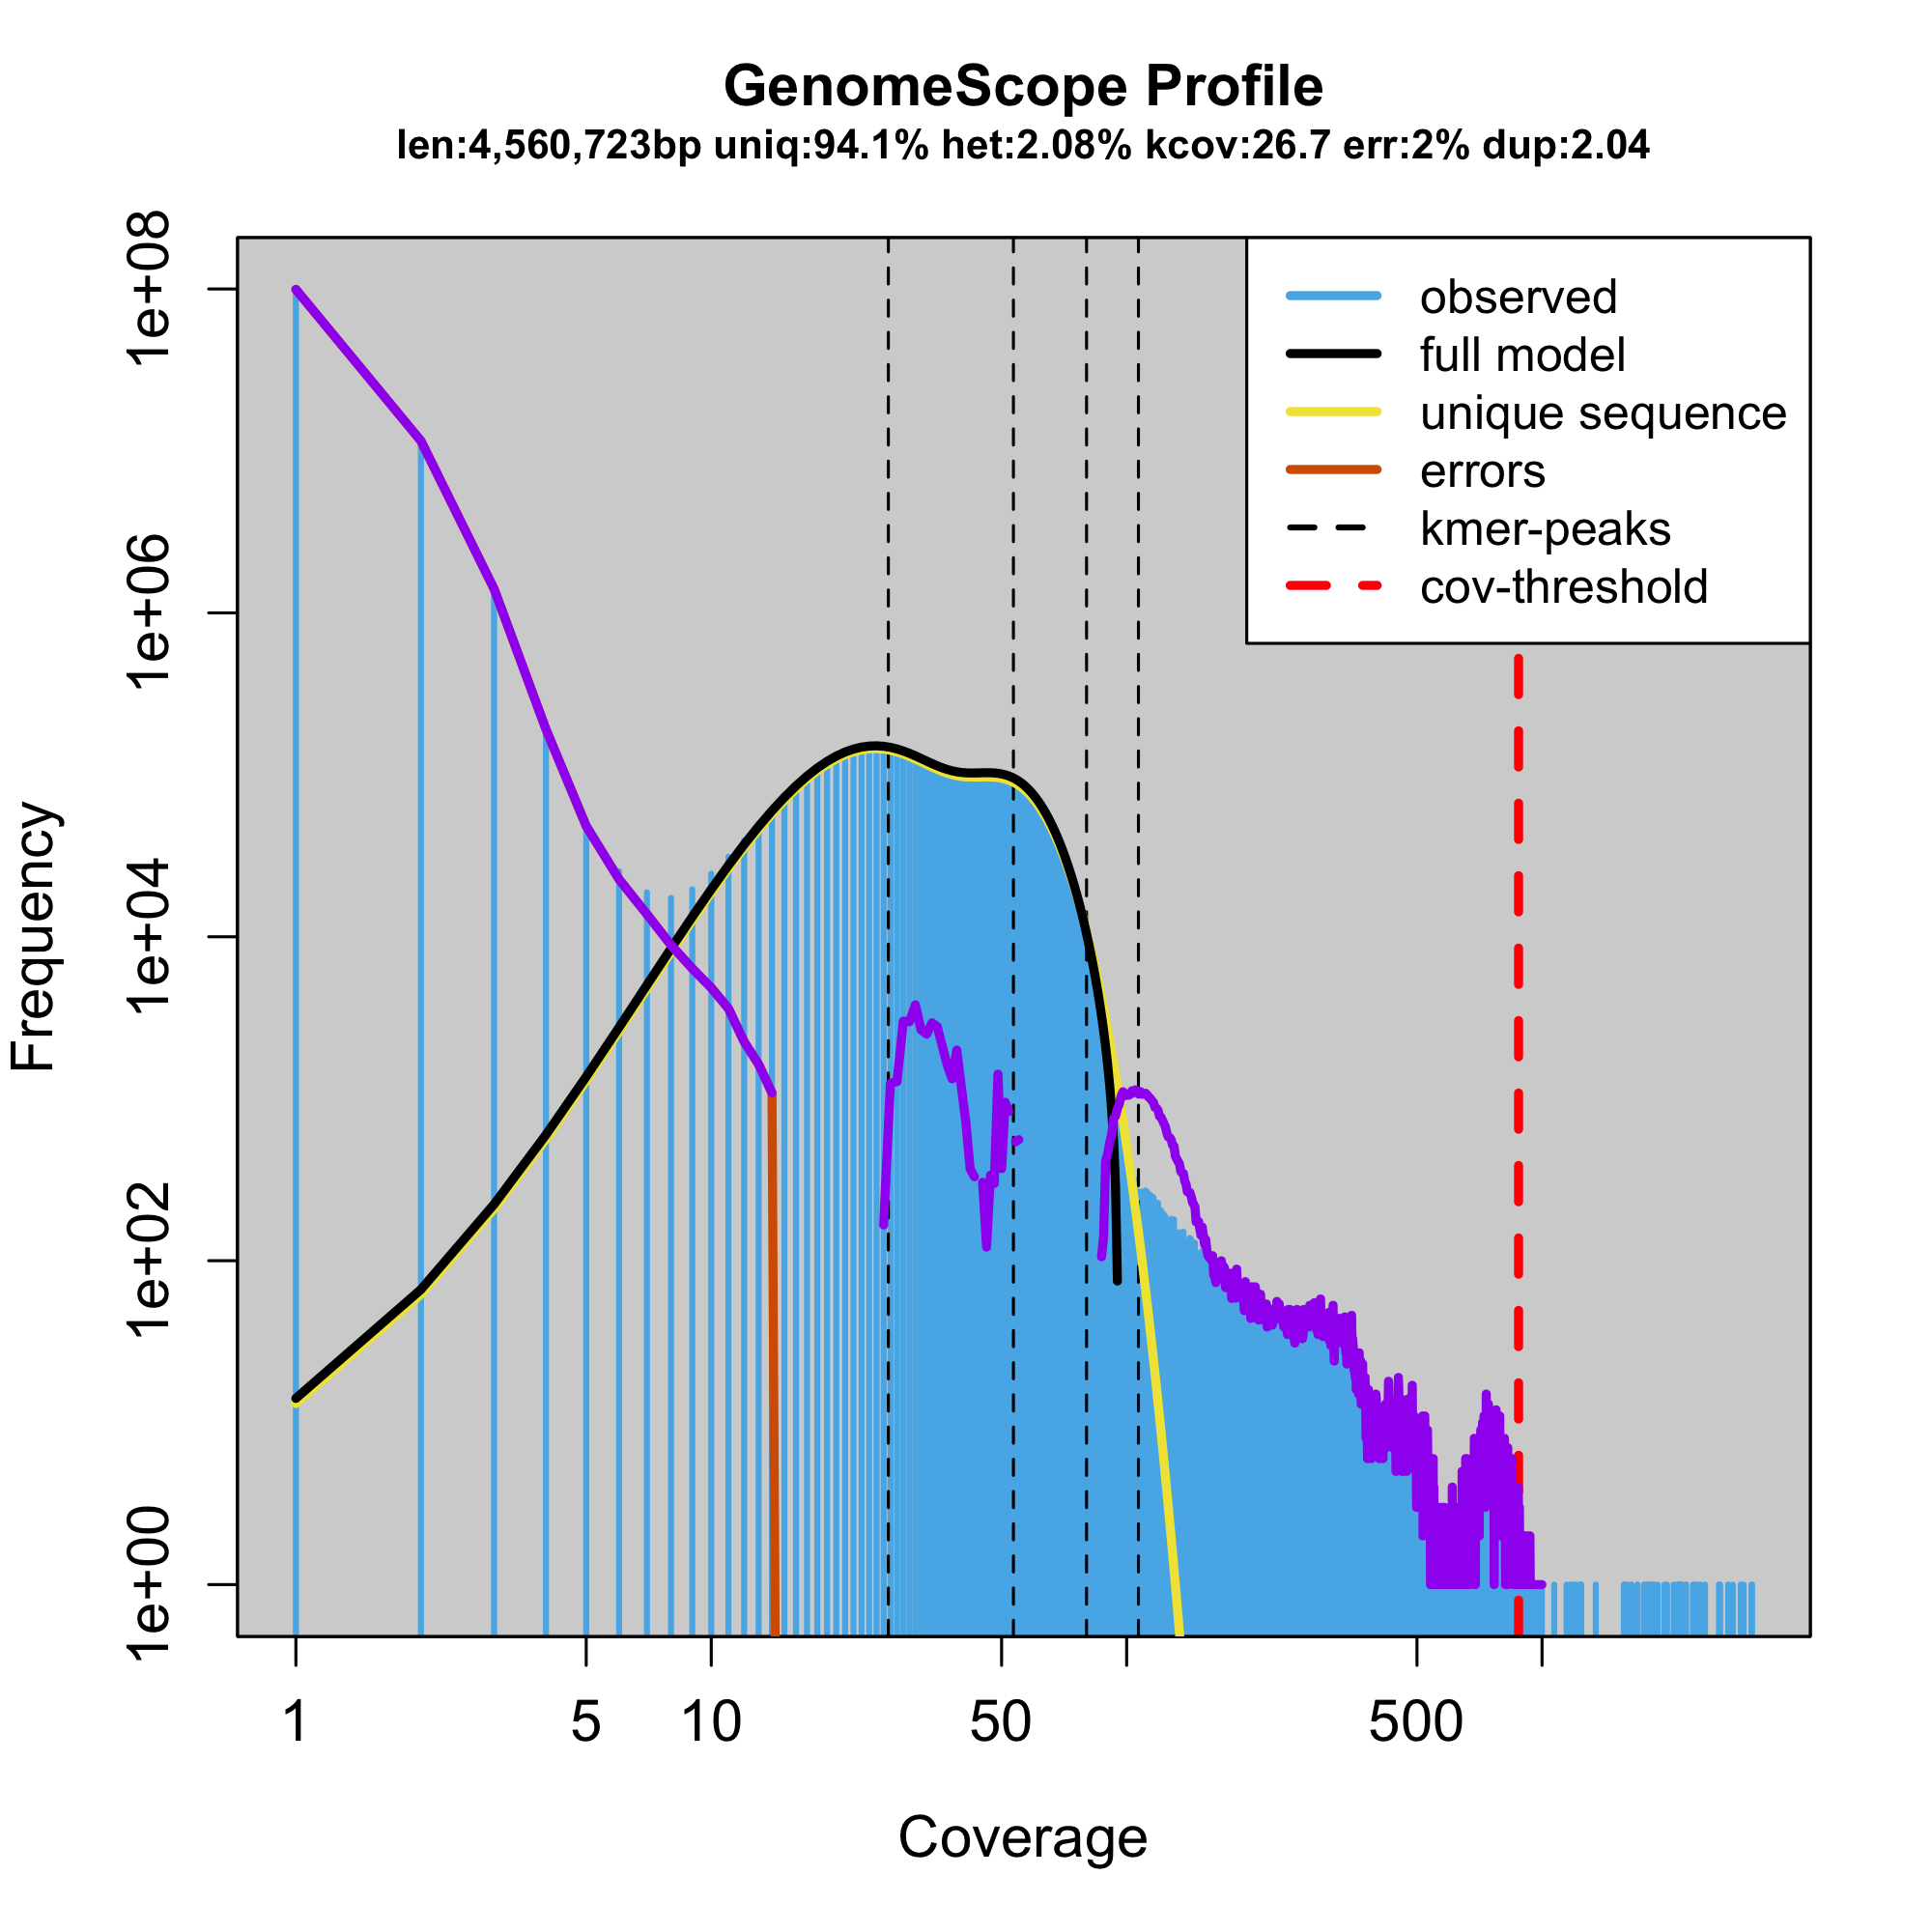 GenomeScope Profile
len:4,560,723bp uniq:94.1% het:2.08% kcov:26.7 err:2% dup:2.04
observed
full model
unique sequence
errors
kmer-peaks
cov-threshold
Frequency
1e+08
1e+06
1e+04
1e+02
1e+00
1 5 10 50 500
Coverage